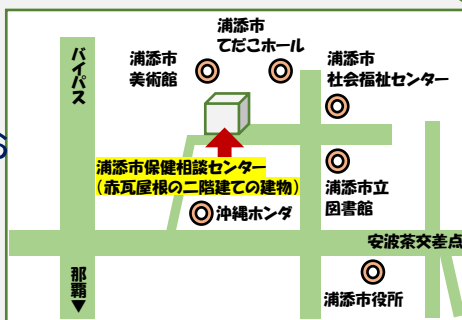 浦添市
てだこホール
浦添市
美術館
浦添市
社会福祉センター
バイパス
浦添市保健相談センター
(赤瓦屋根の二階建ての建物)
浦添市立
図書館
沖縄ホンダ
安波茶交差点
那覇▼
浦添市役所